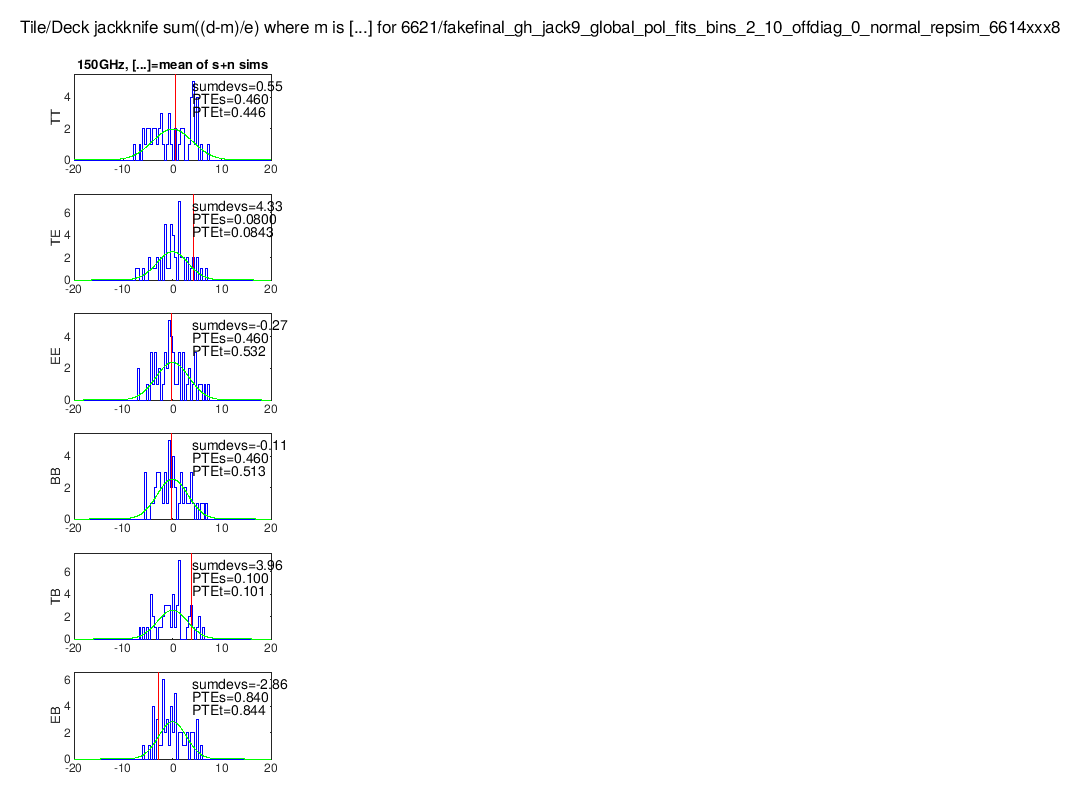 Tile/Deck jackknife sum((d-m)/e) where m is [...] for 6621/fakefinal_gh_jack9_global_pol_fits_bins_2_10_offdiag_0_normal_repsim_6614xxx8
150GHz, [...]=mean of s+n sims
sumdevs=0.55
PTEs=0.460
PTEt=0.446
TT
4
2
0
-20 -10 0 10 20
sumdevs=4.33
PTEs=0.0800
PTEt=0.0843
TE
6
4
2
0
-20 -10 0 10 20
sumdevs=-0.27
PTEs=0.460
PTEt=0.532
EE
4
2
0
-20 -10 0 10 20
sumdevs=-0.11
PTEs=0.460
PTEt=0.513
BB
4
2
0
-20 -10 0 10 20
sumdevs=3.96
PTEs=0.100
PTEt=0.101
TB
6
4
2
0
-20 -10 0 10 20
sumdevs=-2.86
PTEs=0.840
PTEt=0.844
EB
6
4
2
0
-20 -10 0 10 20